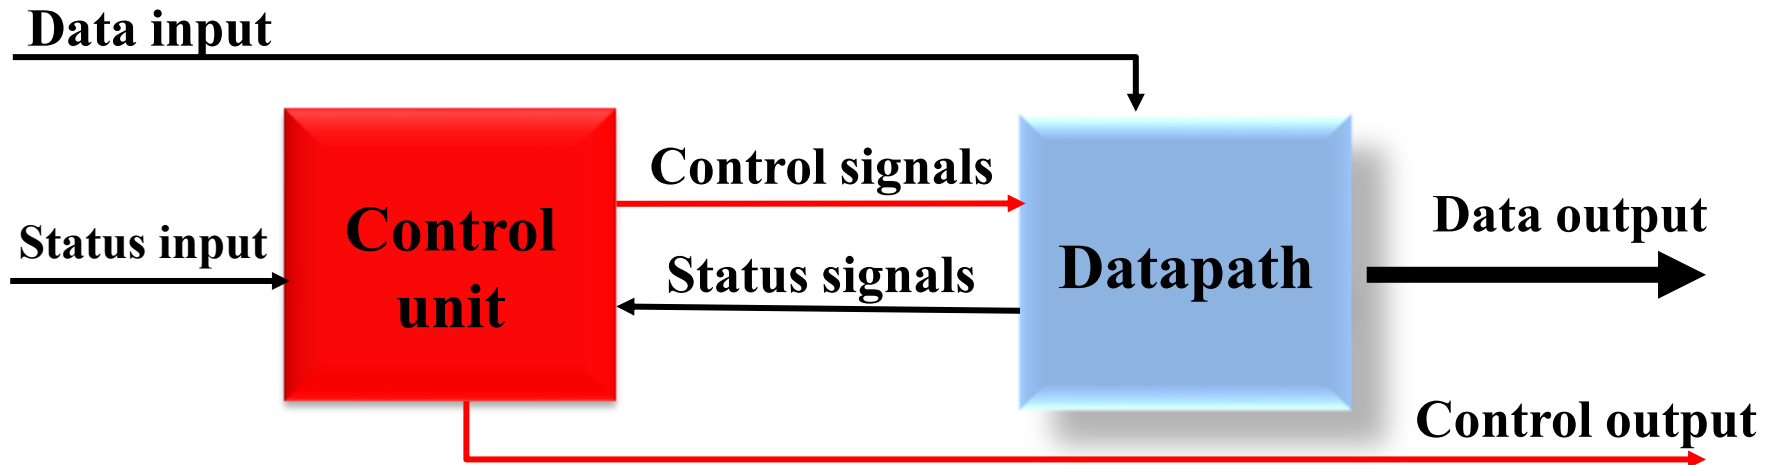 Data input
Control signals
Status input
Control
unit
Status signals
Datapath
Data output
Control output